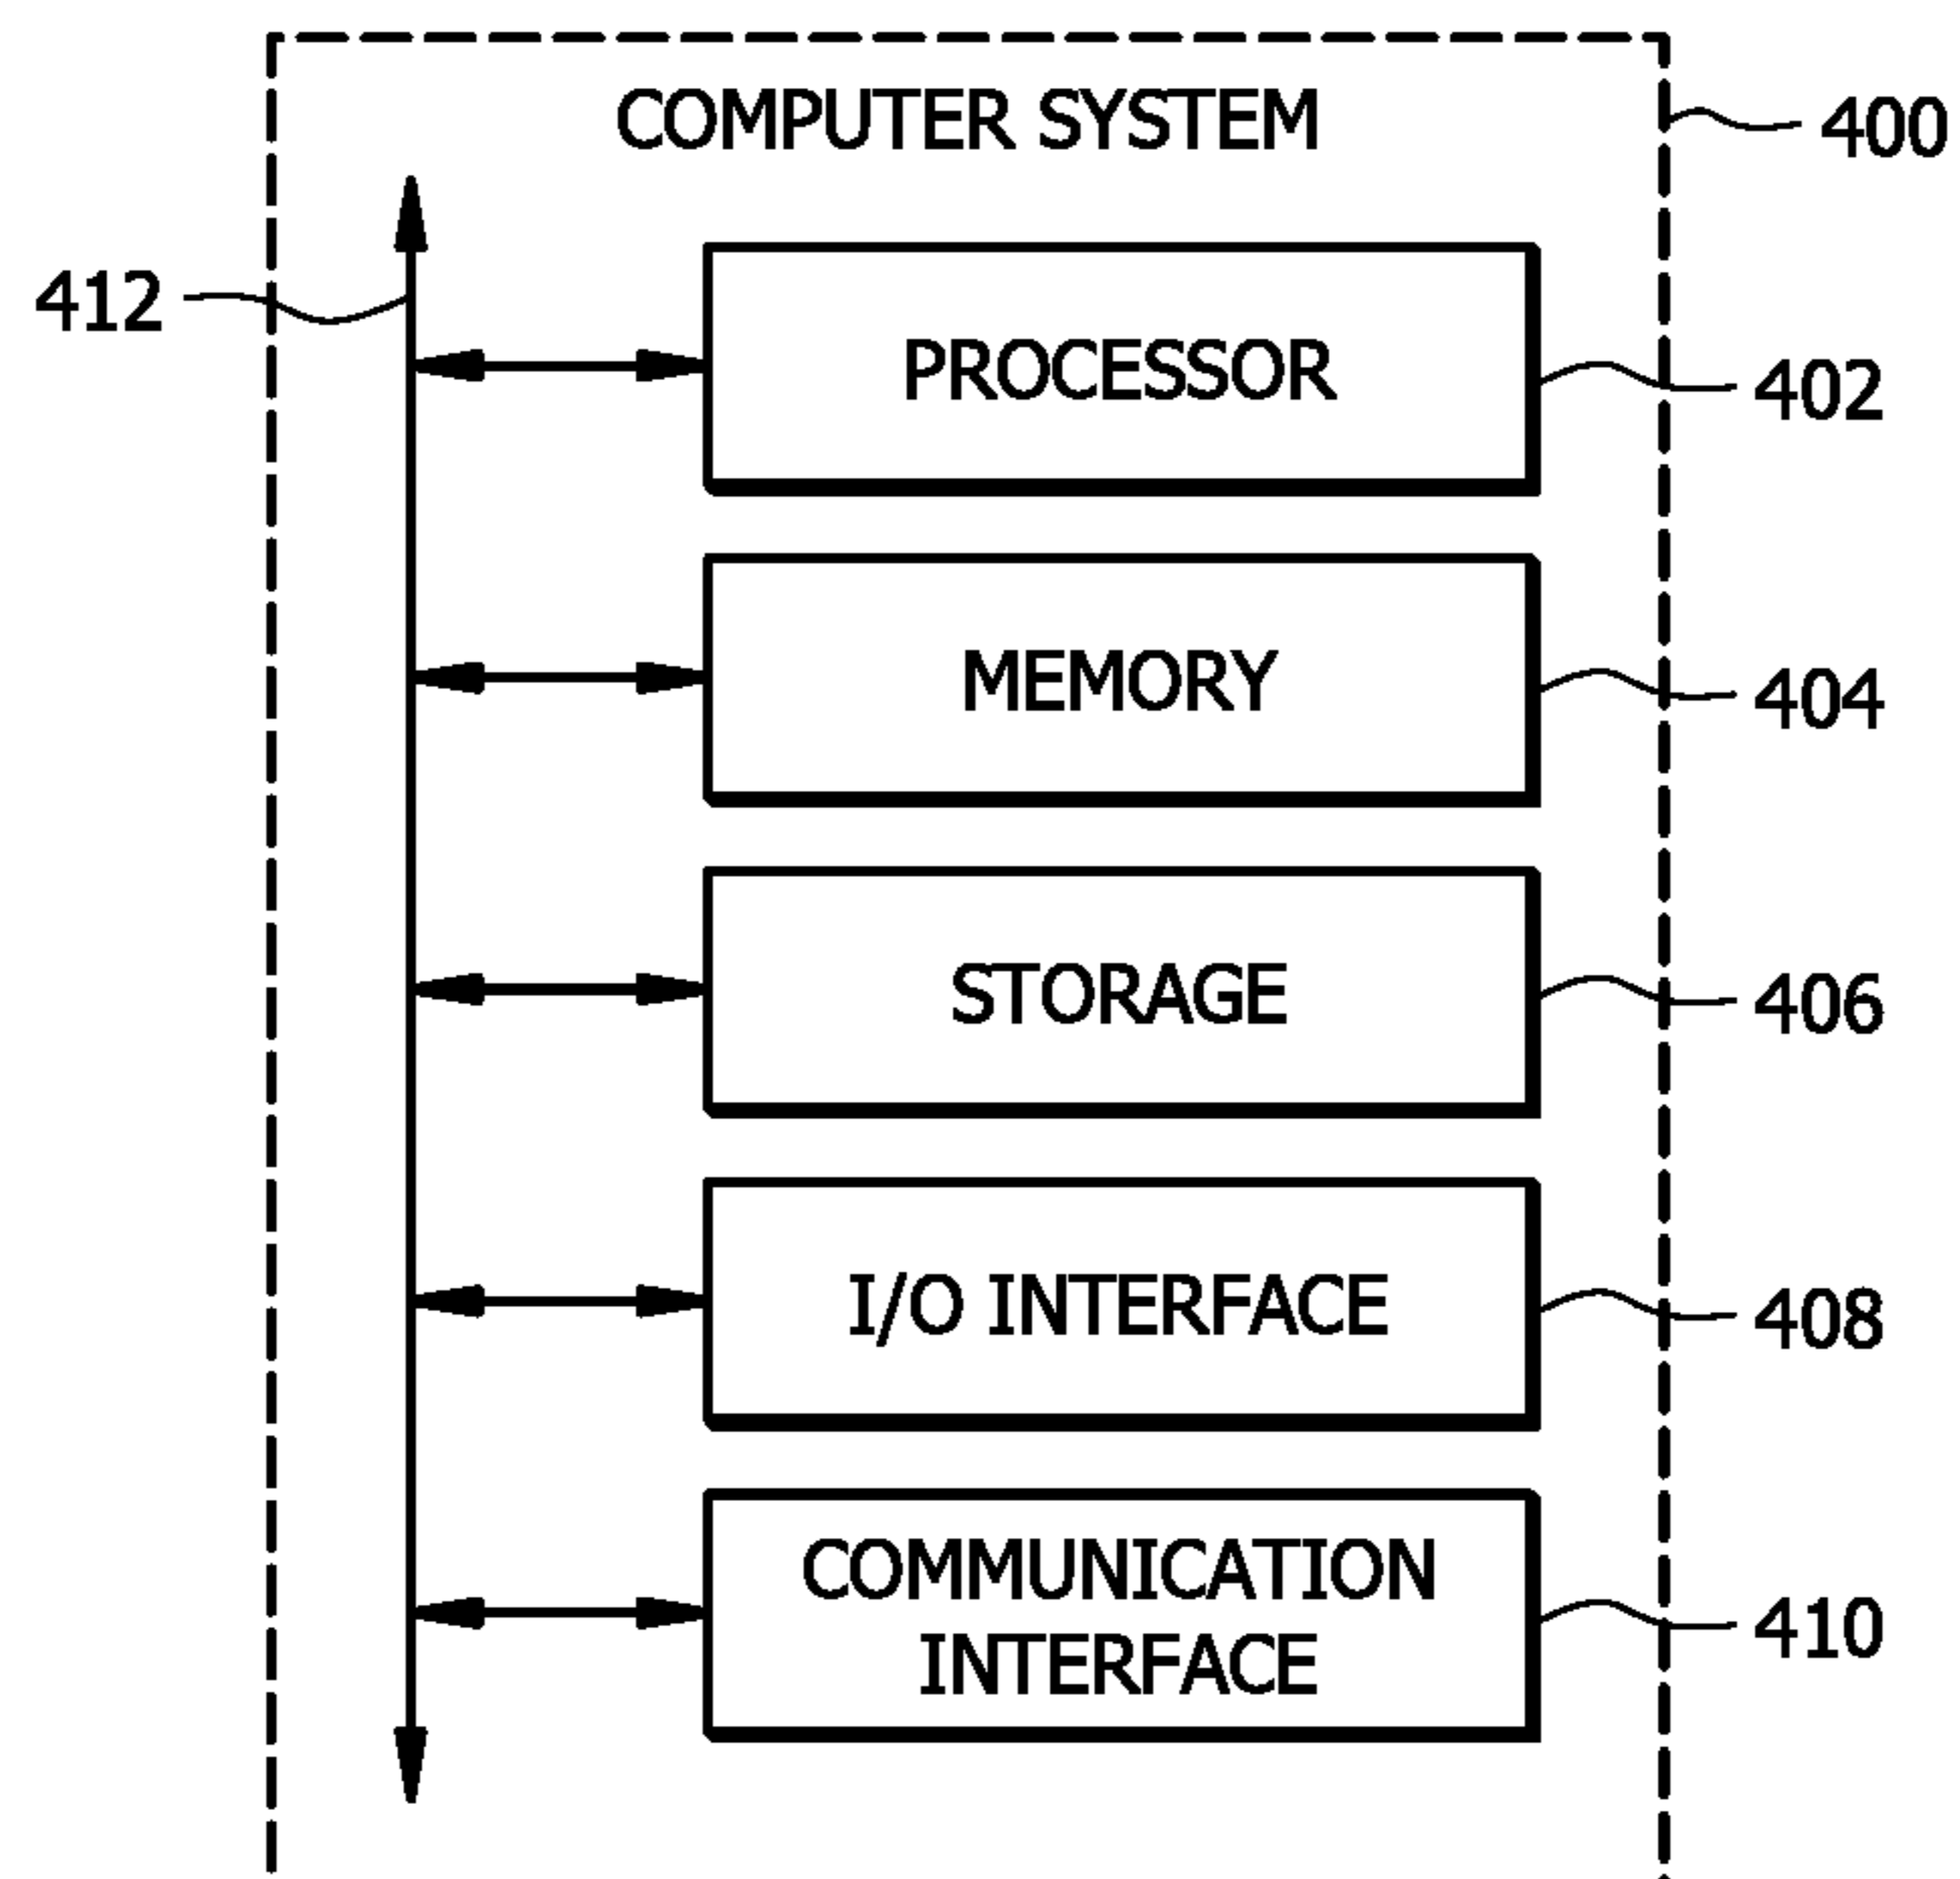 COMPUTER SYSTEM
400
412
PROCESSOR
402
MEMORY
404
STORAGE
406
I/O INTERFACE
408
COMMUNICATION
INTERFACE
410